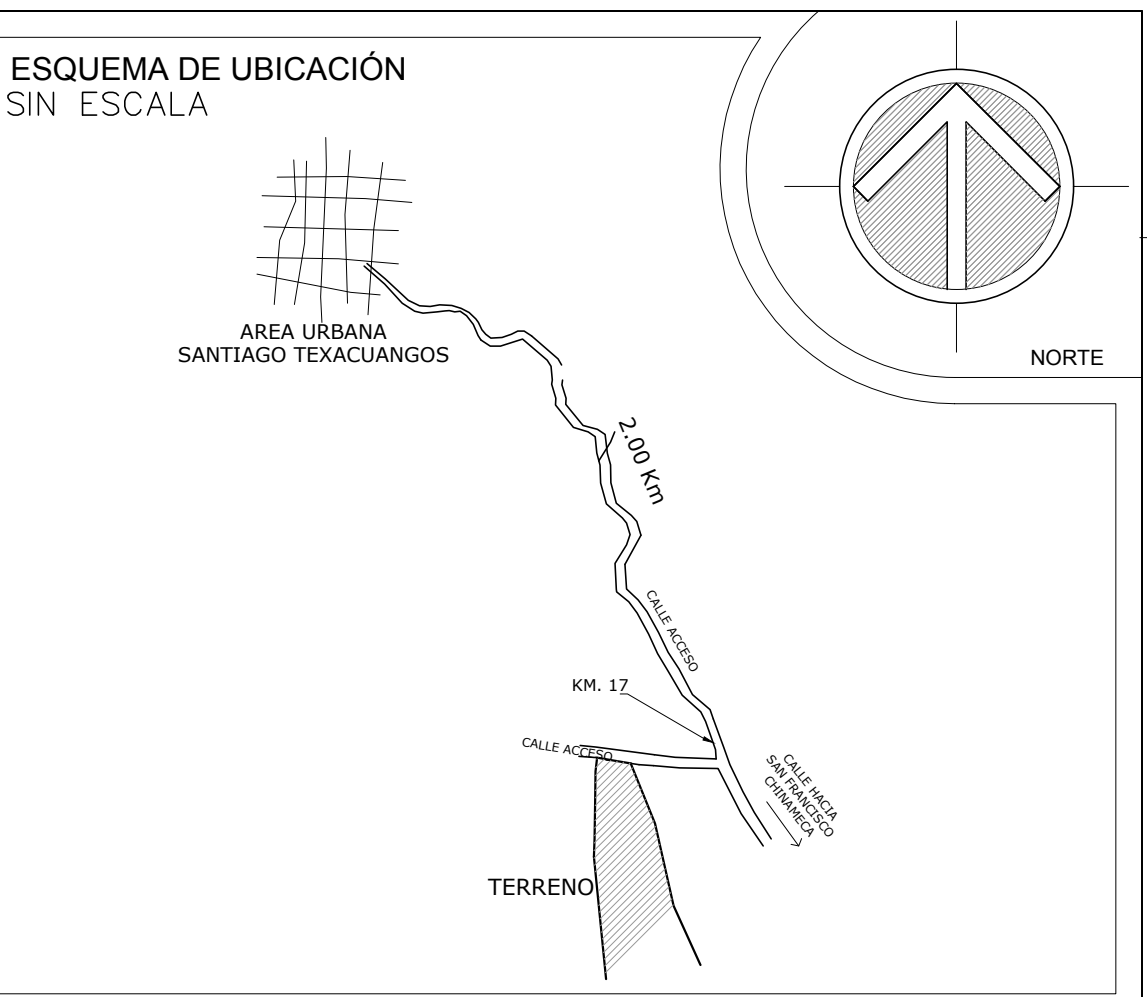 ESQUEMA DE UBICACIÓN
SIN ESCALA
NORTE
AREA URBANA
SANTIAGO TEXACUANGOS
2.00 Km
CALLE ACCESO
KM. 17
CALLE ACCESO
CALLE HACIA
SAN FRANCISCO
CHINAMECA
TERRENO